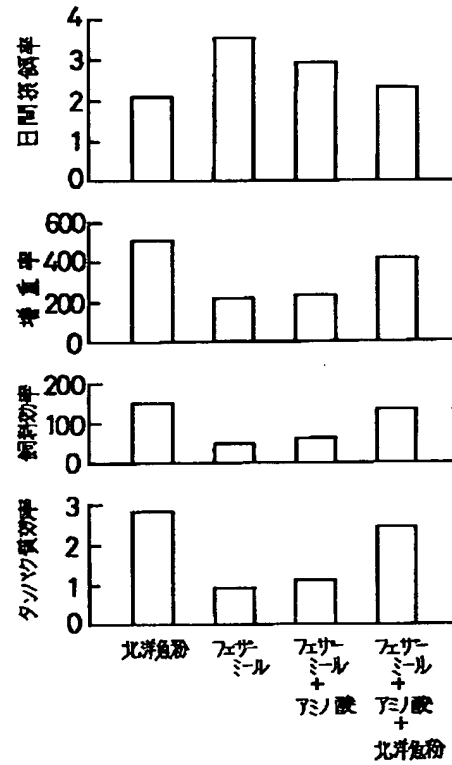 日間摂餌率
4
3
2
1
0
増重率
600
400
200
0
飼料効率
200
100
0
タンパク質効率
3
2
1
0
北洋魚粉
フェザー
ミール
フェザー
ミール
+
アミノ酸
フェザー
ミール
+
アミノ酸
+
北洋魚粉